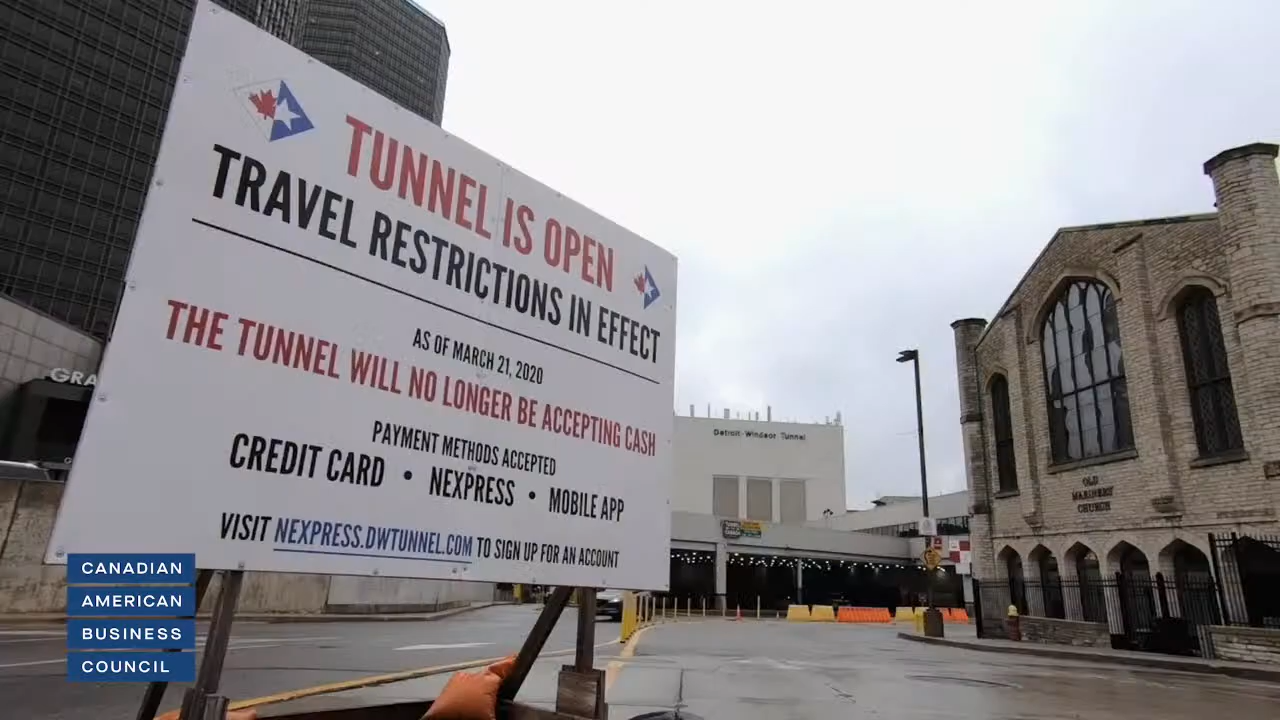 TUNNEL IS OPEN
TRAVEL RESTRICTIONS IN EFFECT
AS OF MARCH 21, 2020
THE TUNNEL WILL NO LONGER BE ACCEPTING CASH
PAYMENT METHODS ACCEPTED
CREDIT CARD • NEXPRESS • MOBILE APP
VISIT NEXPRESS.DWTUNNEL.COM TO SIGN UP FOR AN ACCOUNT
GRA
Detroit-Windsor Tunnel
OLD
MARINERS'
CHURCH
CANADIAN
AMERICAN
BUSINESS
COUNCIL